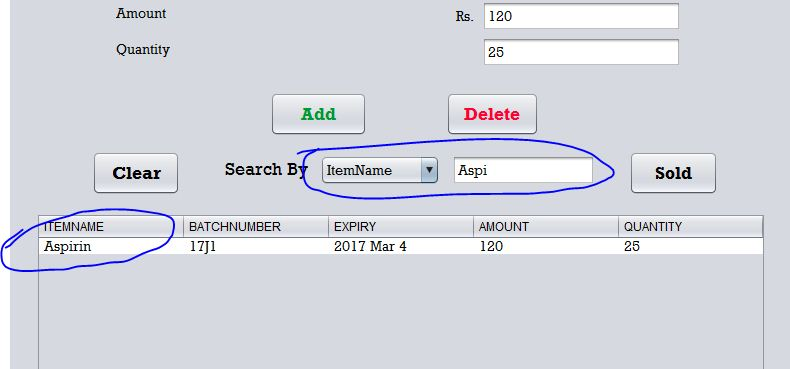 Amount Rs. 120
Quantity 25
Add Delete
Clear Search By ItemName Aspi Sold
ITEMNAME BATCHNUMBER EXPIRY AMOUNT QUANTITY
Aspirin 17J1 2017 Mar 4 120 25